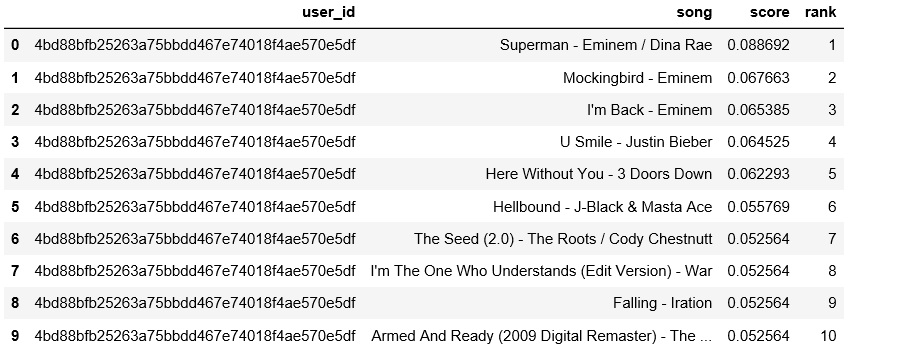 user_id song score rank
0 4bd88bfb25263a75bbdd467e74018f4ae570e5df Superman - Eminem / Dina Rae 0.088692 1
1 4bd88bfb25263a75bbdd467e74018f4ae570e5df Mockingbird - Eminem 0.067663 2
2 4bd88bfb25263a75bbdd467e74018f4ae570e5df I'm Back - Eminem 0.065385 3
3 4bd88bfb25263a75bbdd467e74018f4ae570e5df U Smile - Justin Bieber 0.064525 4
4 4bd88bfb25263a75bbdd467e74018f4ae570e5df Here Without You - 3 Doors Down 0.062293 5
5 4bd88bfb25263a75bbdd467e74018f4ae570e5df Hellbound - J-Black & Masta Ace 0.055769 6
6 4bd88bfb25263a75bbdd467e74018f4ae570e5df The Seed (2.0) - The Roots / Cody Chestnutt 0.052564 7
7 4bd88bfb25263a75bbdd467e74018f4ae570e5df I'm The One Who Understands (Edit Version) - War 0.052564 8
8 4bd88bfb25263a75bbdd467e74018f4ae570e5df Falling - Iration 0.052564 9
9 4bd88bfb25263a75bbdd467e74018f4ae570e5df Armed And Ready (2009 Digital Remaster) - The ... 0.052564 10